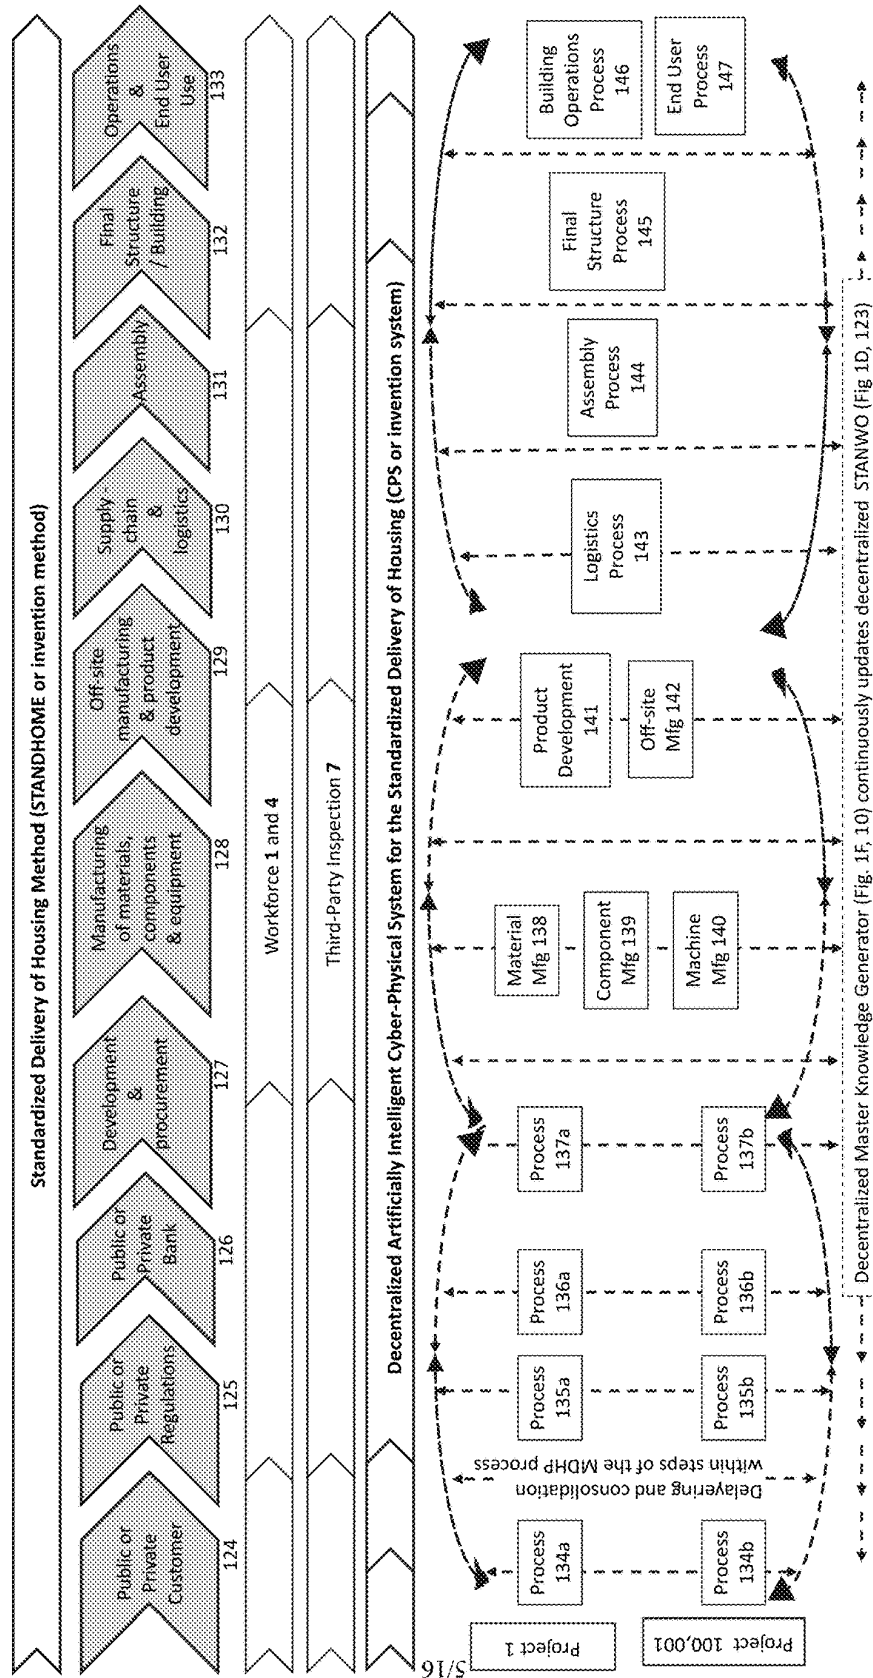 Standardized Delivery of Housing Method (STANDHOME or invention method)
Public or
Private
Customer
124
Public or
Private
Regulations
125
Public or
Private
Bank
126
Development
&
procurement
127
Manufacturing
of materials,
components
& equipment
128
Off-site
manufacturing
& product
development
129
Supply
chain
&
logistics
130
Assembly
131
Final
Structure
/ Building
132
Operations
&
End User
Use
133
Workforce 1 and 4
Third-Party Inspection 7
Decentralized Artificially Intelligent Cyber-Physical System for the Standardized Delivery of Housing (CPS or invention system)
Project 1
Project 100,001
Process
134a
Process
134b
Delayering and consolidation
within steps of the MDHP process
Process
135a
Process
135b
Process
136a
Process
136b
Process
137a
Process
137b
Material
Mfg 138
Component
Mfg 139
Machine
Mfg 140
Product
Development
141
Off-site
Mfg 142
Logistics
Process
143
Assembly
Process
144
Final
Structure
Process
145
Building
Operations
Process
146
End User
Process
147
Decentralized Master Knowledge Generator (Fig. 1F, 10) continuously updates decentralized STANWO (Fig 1D, 123)
5/16